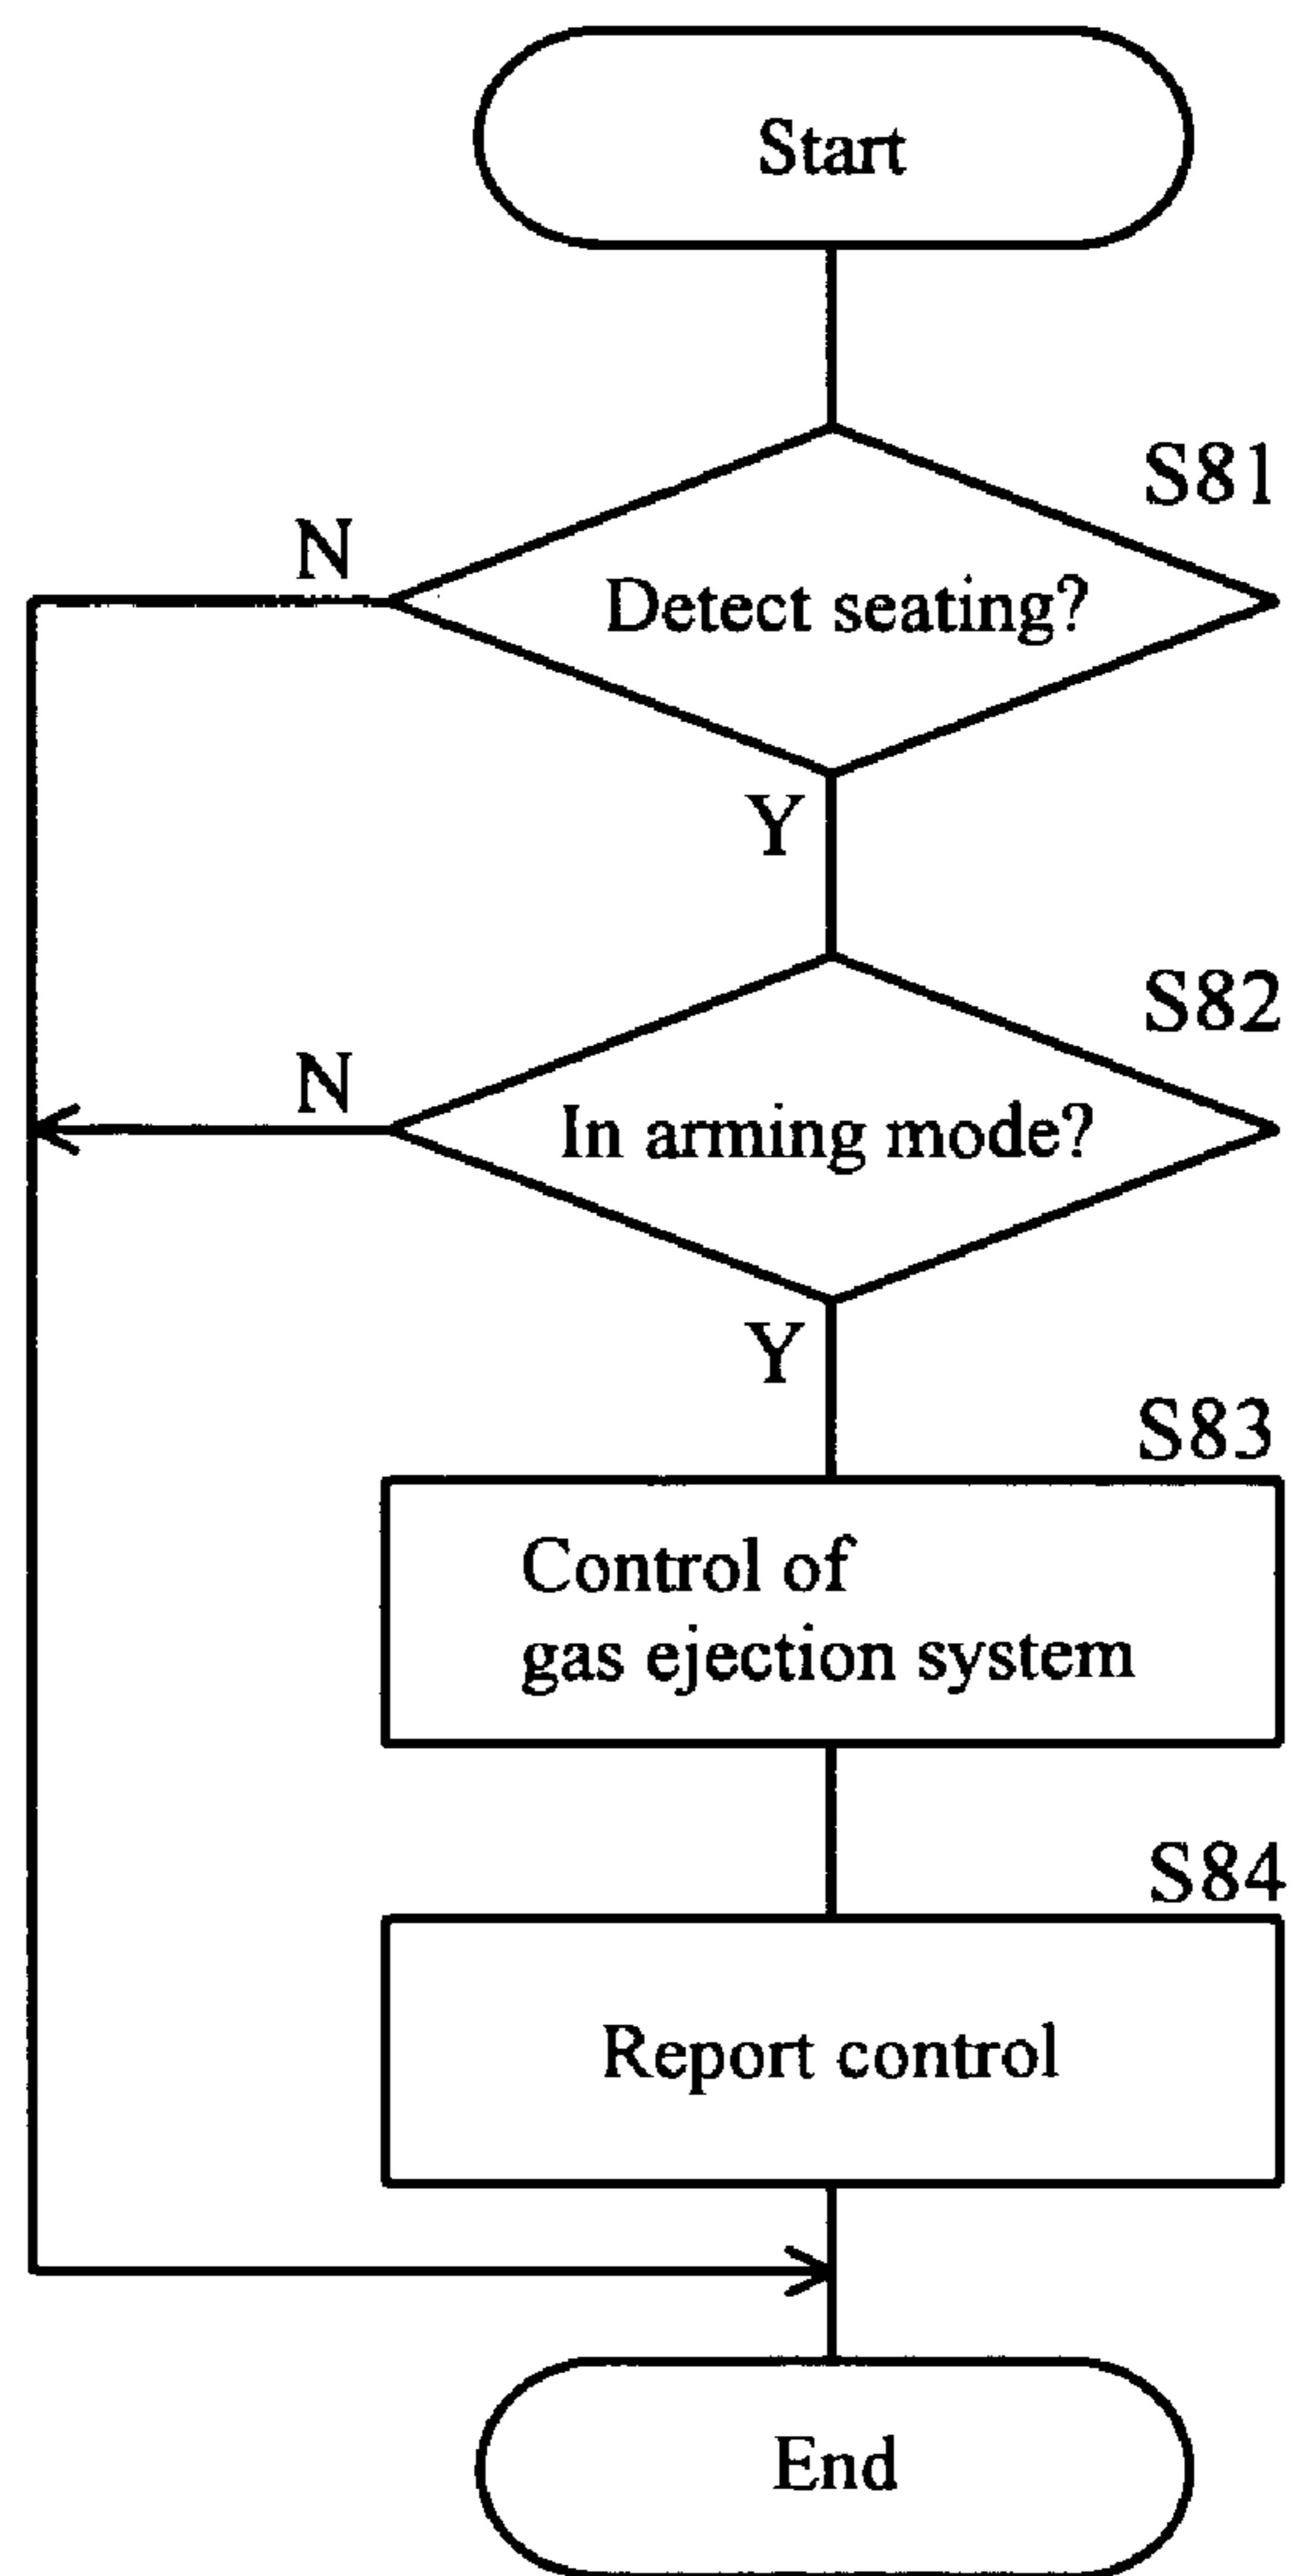 Start
S81
N
Detect seating?
Y
S82
N
In arming mode?
Y
S83
Control of
gas ejection system
S84
Report control
End